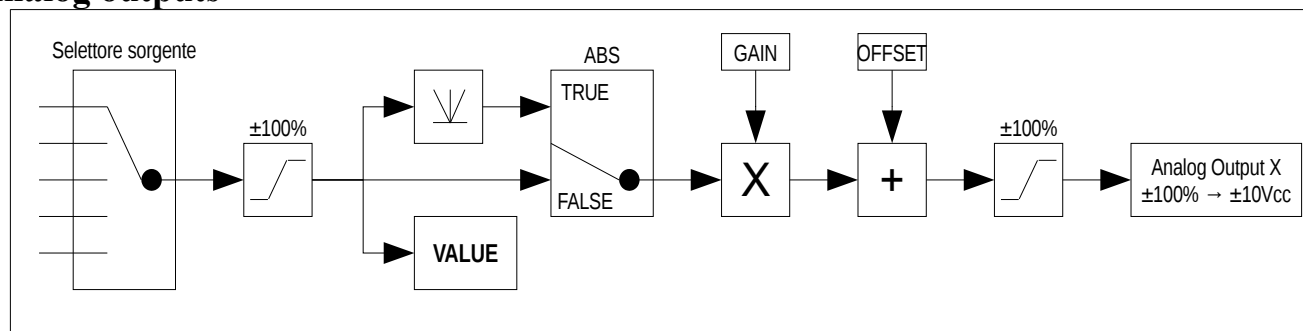 Analog outputs
Selettore sorgente
±100%
ABS
TRUE
FALSE
VALUE
GAIN
X
OFFSET
+
±100%
Analog Output X
±100% → ±10Vcc